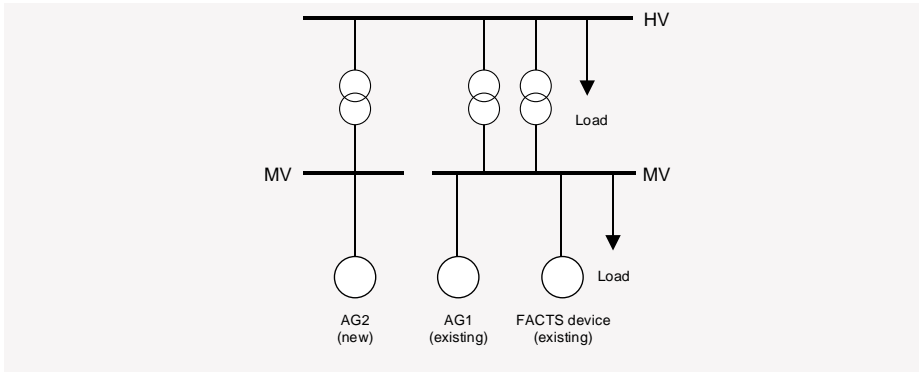 HV
Load
MV
MV
Load
AG2
(new)
AG1
(existing)
FACTS device
(existing)